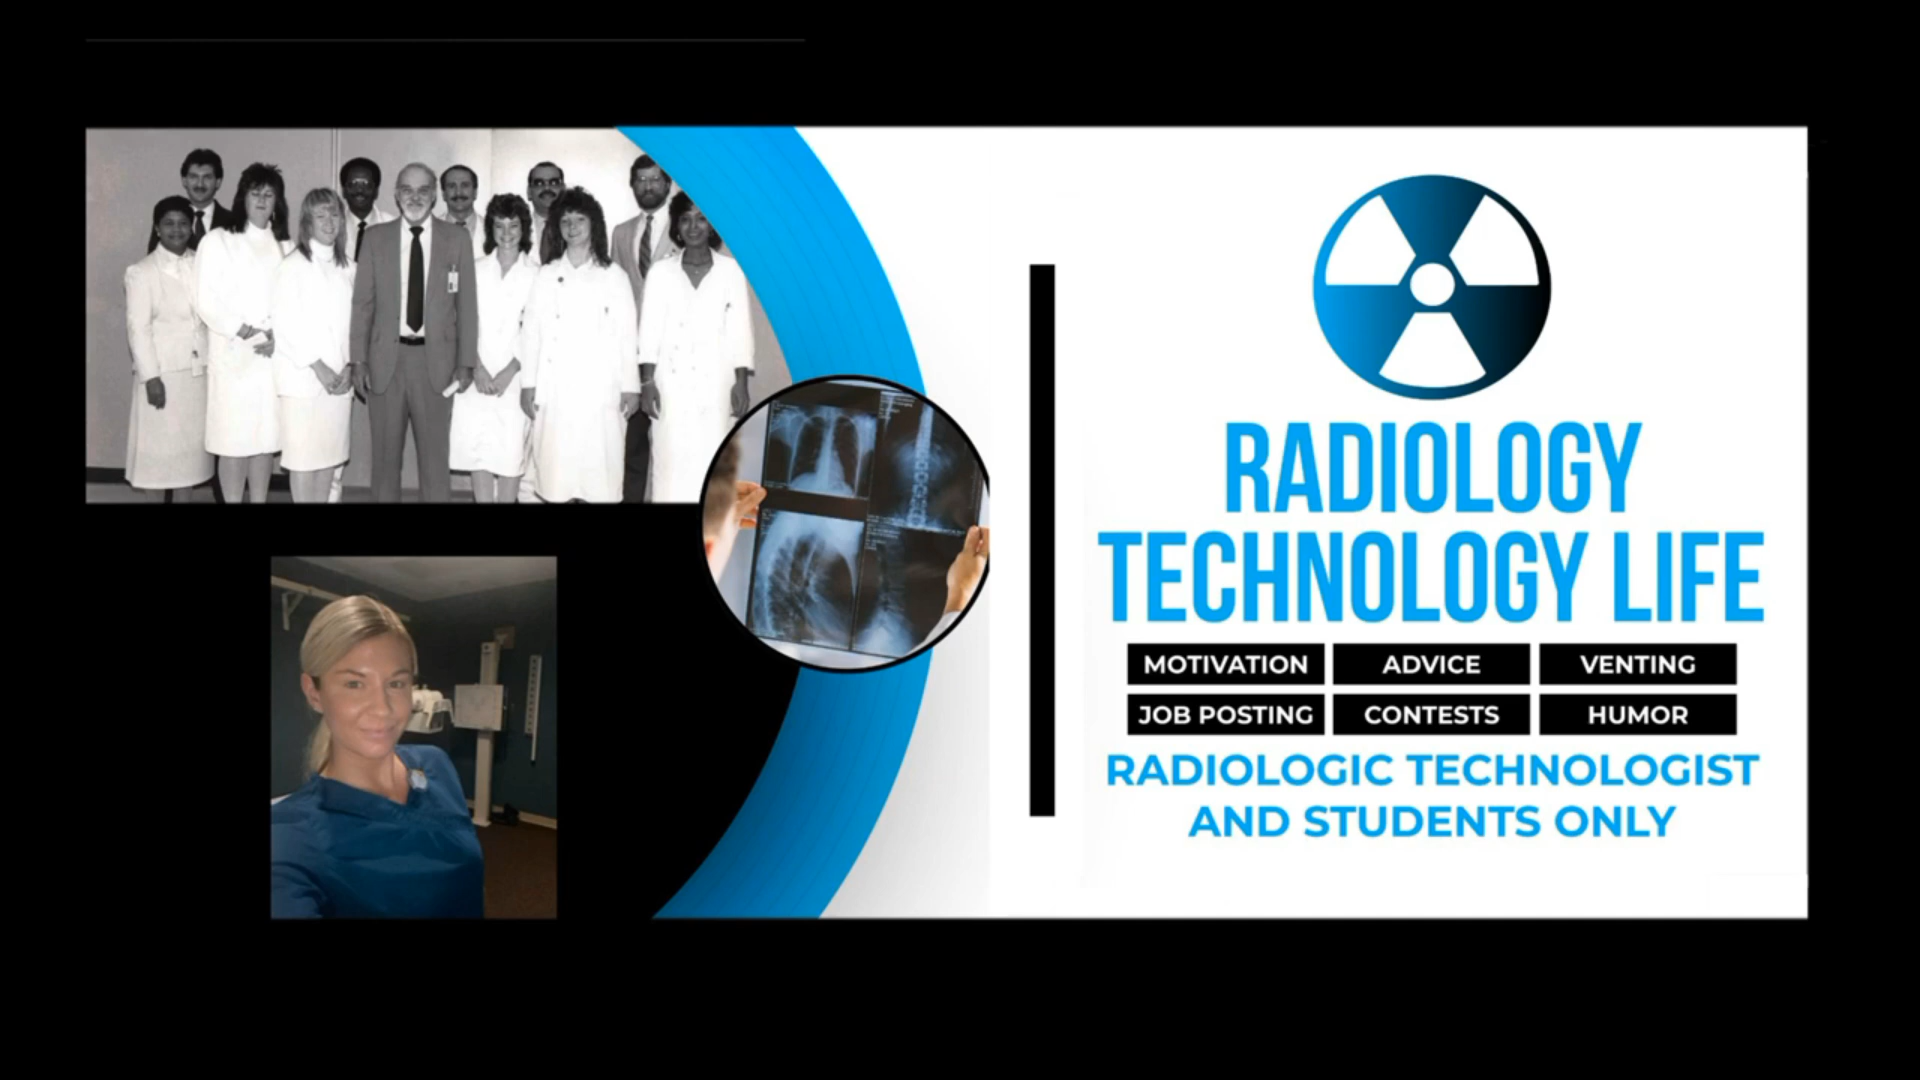 RADIOLOGY
TECHNOLOGY LIFE
MOTIVATION ADVICE VENTING
JOB POSTING CONTESTS HUMOR
RADIOLOGIC TECHNOLOGIST
AND STUDENTS ONLY